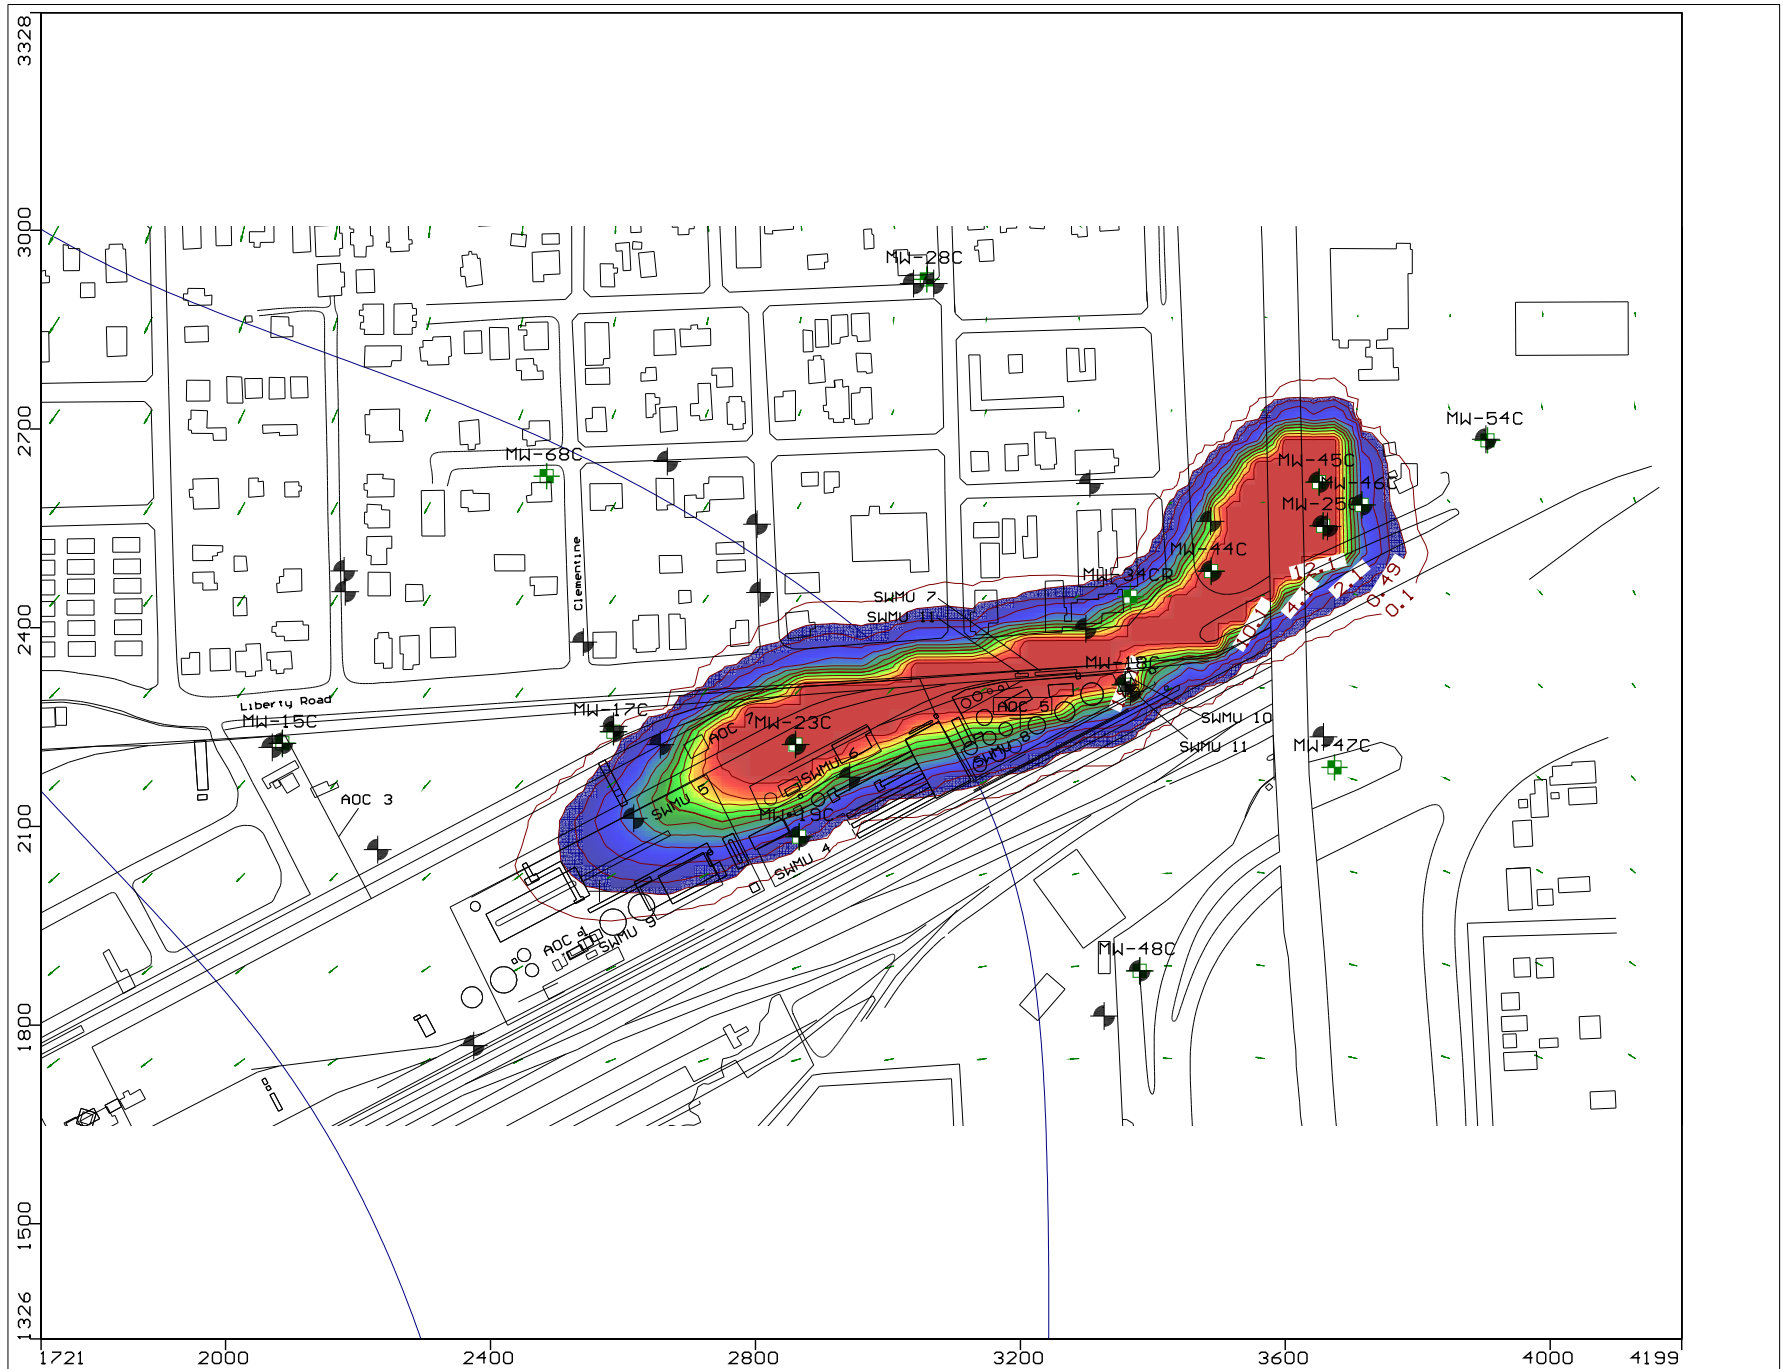 3328
3000
2700
2400
2100
1800
1500
1326
1721
2000
2400
2800
3200
3600
4000
4199
MW-28C
MW-54C
MW-68C
MW-45C
MW-46C
MW-25C
MW-44C
MW-34CR
Clementine
SWMU 7
SWMU 11
12.1
2.1
0.49
4.1
0.1
10.1
MW-18C
Liberty Road
MW-15C
MW-17C
AOC 7
MW-23C
AOC 5
SWMU 10
SWMU 11
MW-47C
SWMU 6
SWMU 8
AOC 3
SWMU 5
MW-19C
SWMU 4
AOC 1
SWMU 9
MW-48C